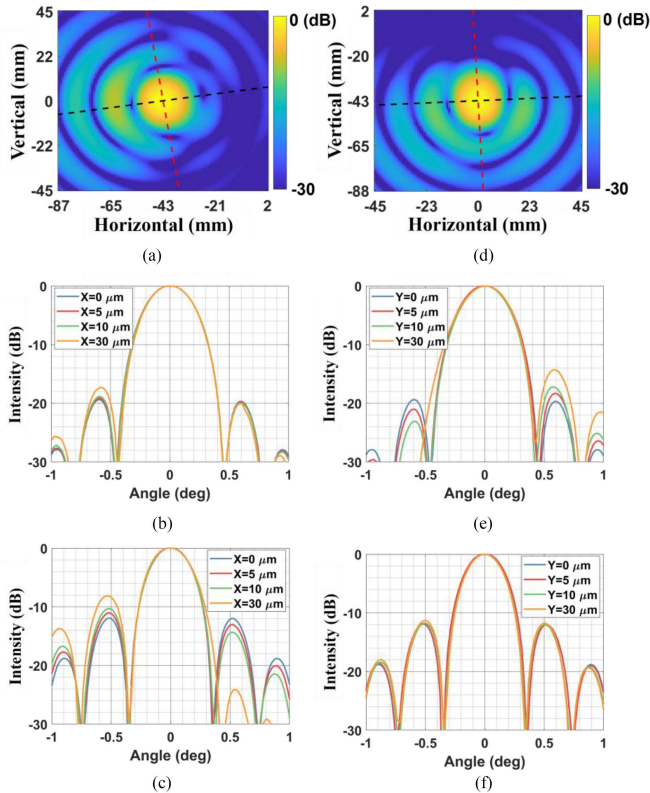 45
22
0
-22
-45
Vertical (mm)
-87
-65
-43
-21
2
Horizontal (mm)
0 (dB)
-30
(a)
2
-20
-43
-66
-88
Vertical (mm)
-45
-23
0
23
45
Horizontal (mm)
0 (dB)
-30
(d)
X=0 μm
X=5 μm
X=10 μm
X=30 μm
0
-10
-20
-30
Intensity (dB)
-1
-0.5
0
0.5
1
Angle (deg)
(b)
Y=0 μm
Y=5 μm
Y=10 μm
Y=30 μm
0
-10
-20
-30
Intensity (dB)
-1
-0.5
0
0.5
1
Angle (deg)
(e)
X=0 μm
X=5 μm
X=10 μm
X=30 μm
0
-10
-20
-30
Intensity (dB)
-1
-0.5
0
0.5
1
Angle (deg)
(c)
Y=0 μm
Y=5 μm
Y=10 μm
Y=30 μm
0
-10
-20
-30
Intensity (dB)
-1
-0.5
0
0.5
1
Angle (deg)
(f)